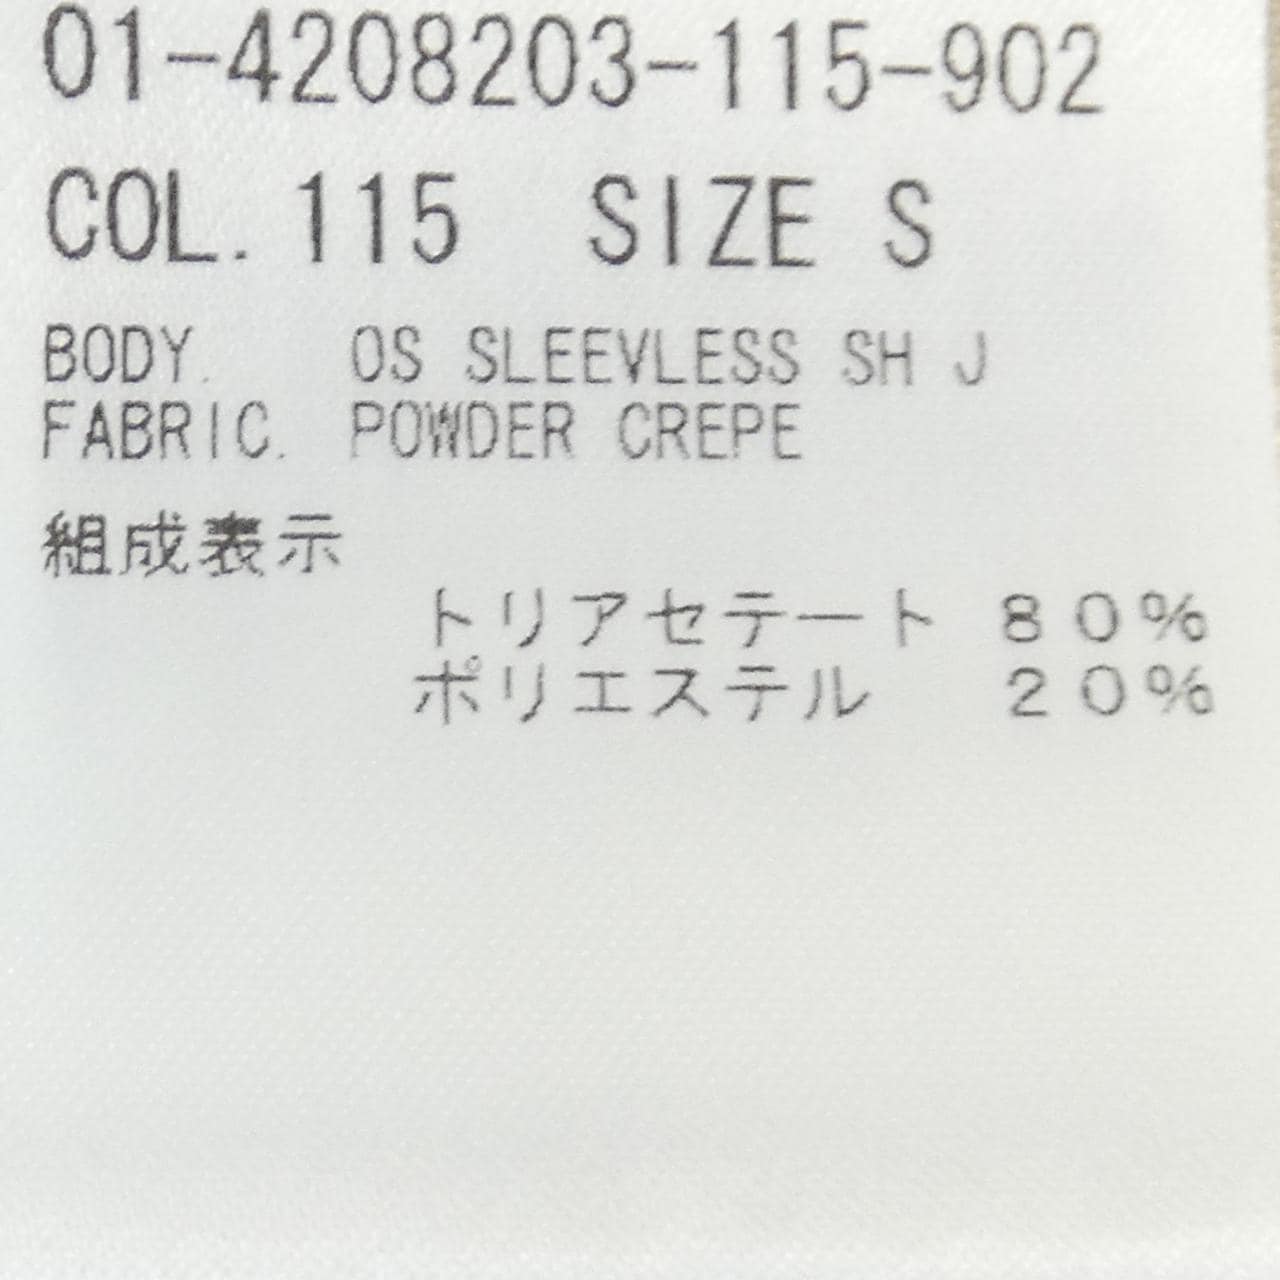 01-4208203-115-902
COL. 115 SIZE S
BODY. OS SLEEVLESS SH J
FABRIC. POWDER CREPE
組成表示
トリアセテート 80%
ポリエステル 20%